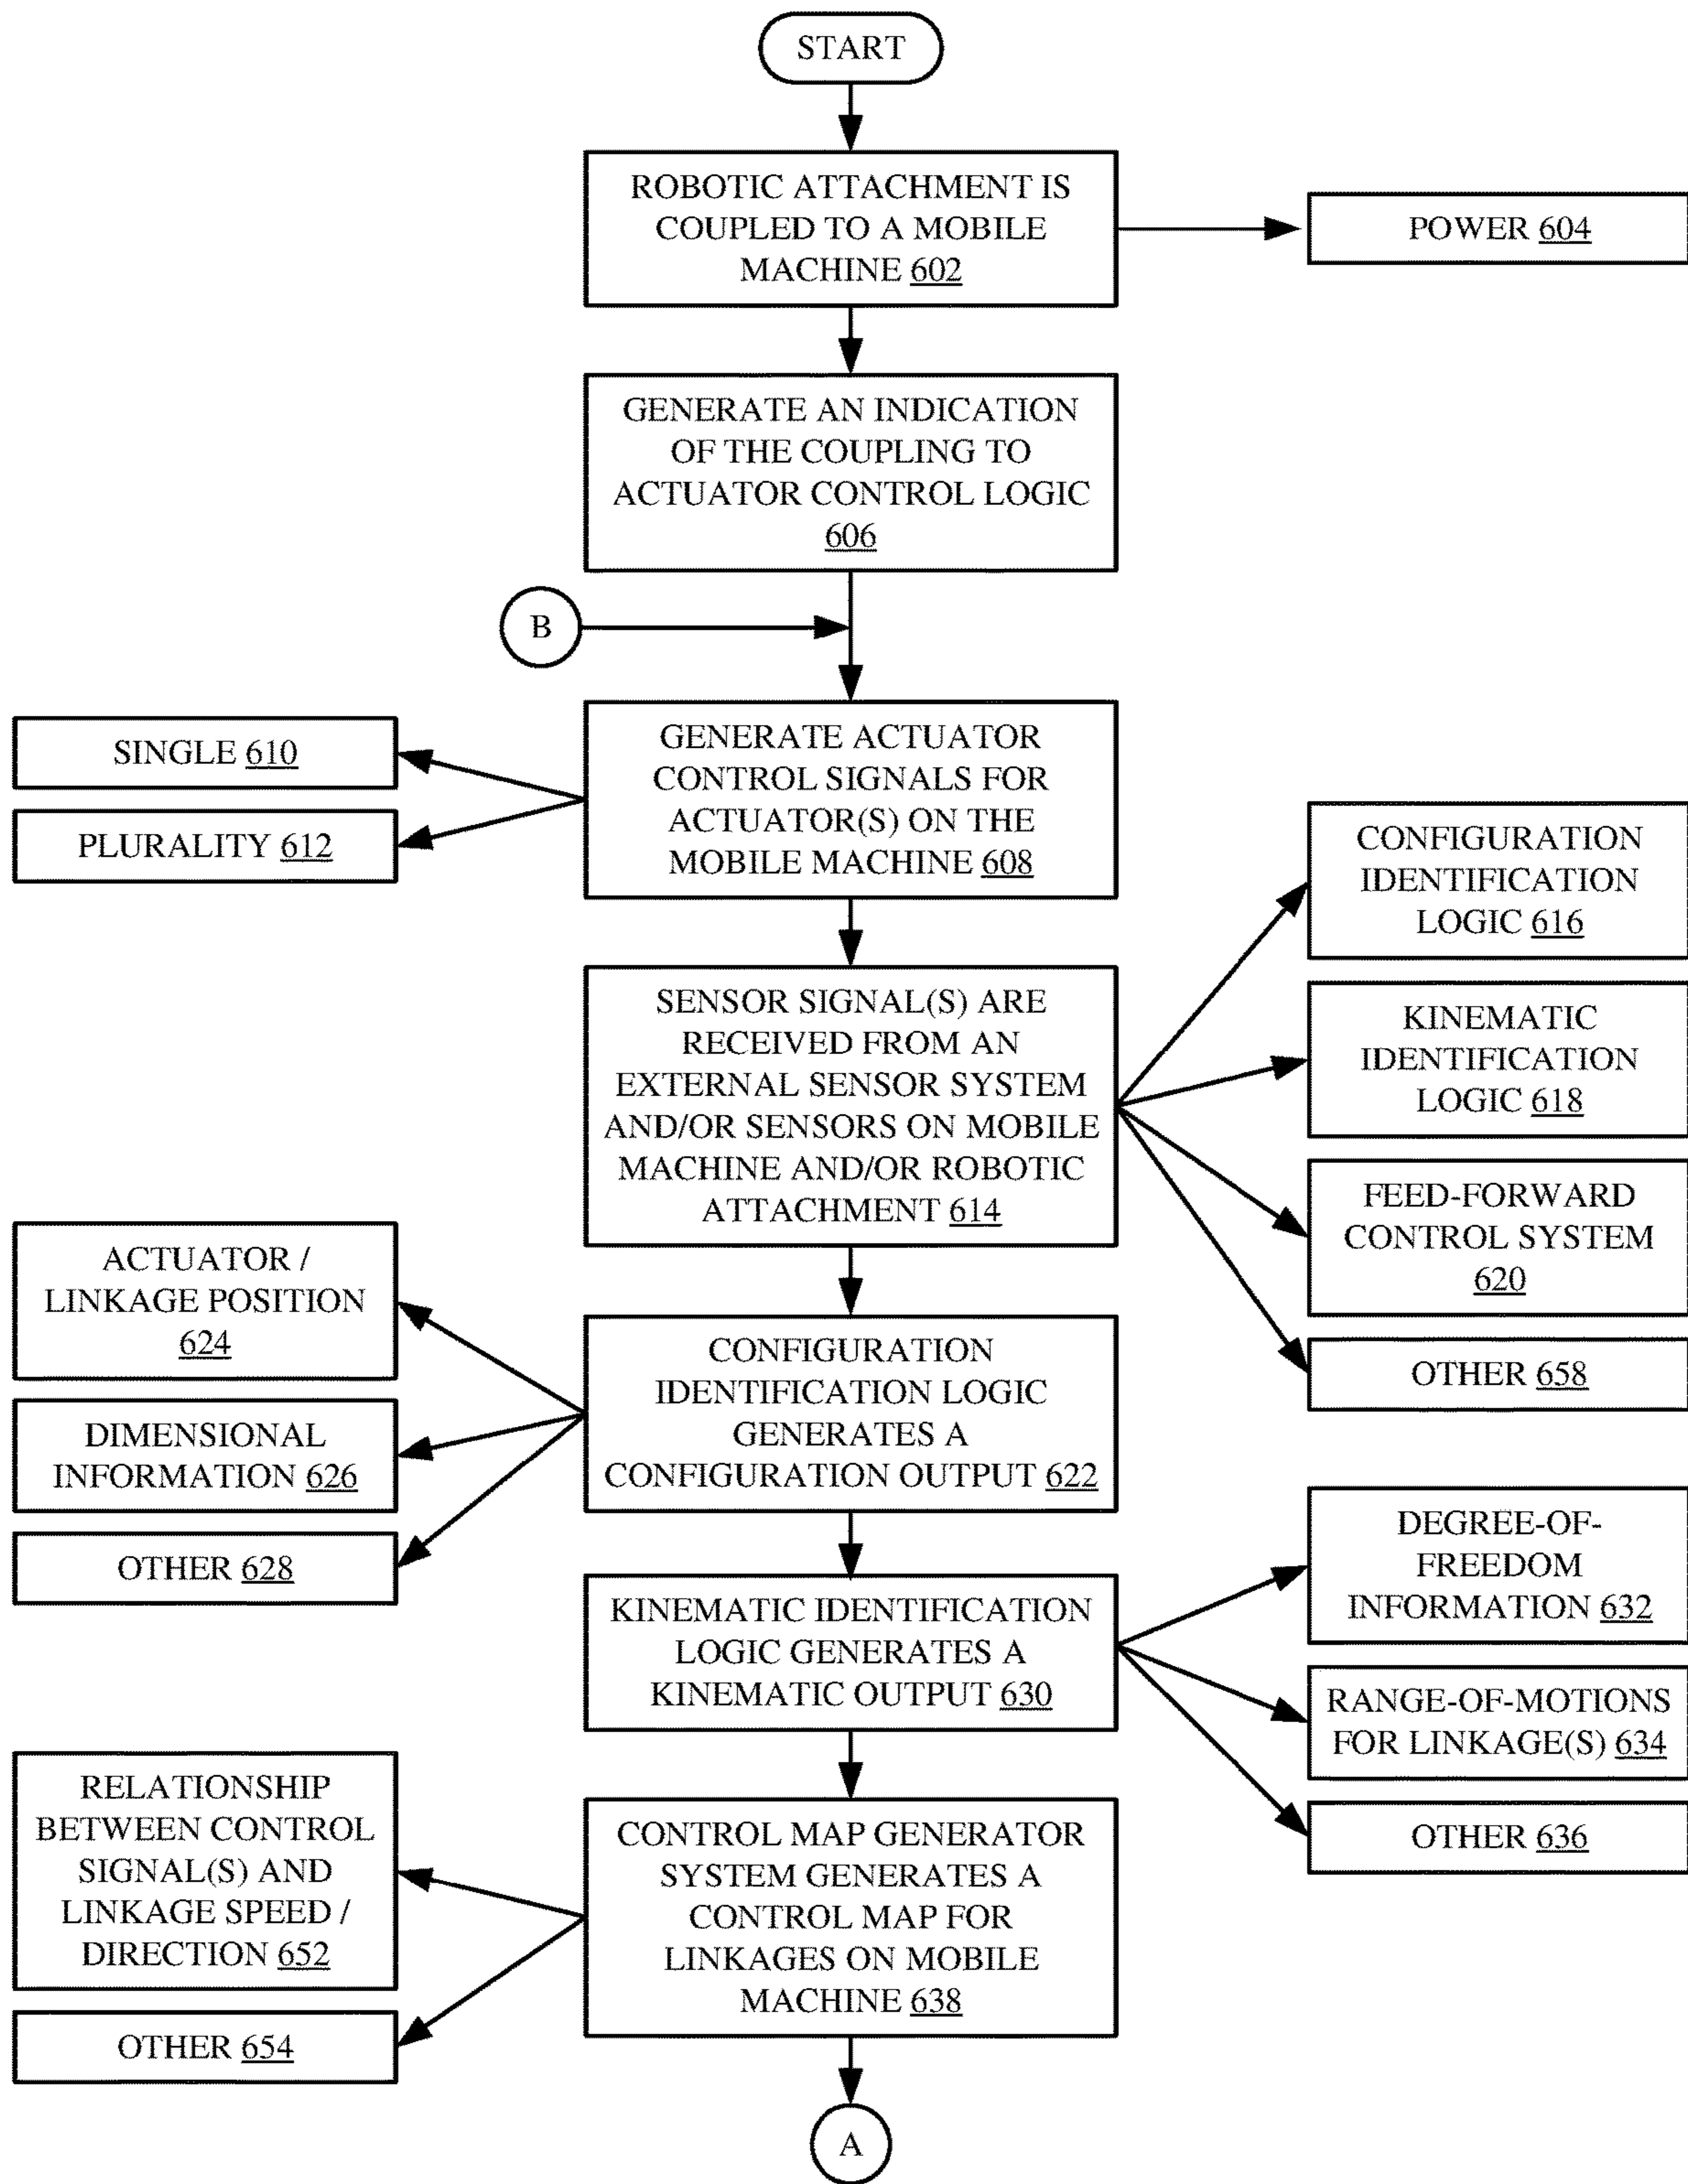 START
ROBOTIC ATTACHMENT IS
COUPLED TO A MOBILE
MACHINE 602
POWER 604
GENERATE AN INDICATION
OF THE COUPLING TO
ACTUATOR CONTROL LOGIC
606
B
GENERATE ACTUATOR
CONTROL SIGNALS FOR
ACTUATOR(S) ON THE
MOBILE MACHINE 608
SINGLE 610
PLURALITY 612
SENSOR SIGNAL(S) ARE
RECEIVED FROM AN
EXTERNAL SENSOR SYSTEM
AND/OR SENSORS ON MOBILE
MACHINE AND/OR ROBOTIC
ATTACHMENT 614
CONFIGURATION
IDENTIFICATION
LOGIC 616
KINEMATIC
IDENTIFICATION
LOGIC 618
FEED-FORWARD
CONTROL SYSTEM
620
OTHER 658
CONFIGURATION
IDENTIFICATION LOGIC
GENERATES A
CONFIGURATION OUTPUT 622
ACTUATOR /
LINKAGE POSITION
624
DIMENSIONAL
INFORMATION 626
OTHER 628
KINEMATIC IDENTIFICATION
LOGIC GENERATES A
KINEMATIC OUTPUT 630
DEGREE-OF-
FREEDOM
INFORMATION 632
RANGE-OF-MOTIONS
FOR LINKAGE(S) 634
OTHER 636
CONTROL MAP GENERATOR
SYSTEM GENERATES A
CONTROL MAP FOR
LINKAGES ON MOBILE
MACHINE 638
RELATIONSHIP
BETWEEN CONTROL
SIGNAL(S) AND
LINKAGE SPEED /
DIRECTION 652
OTHER 654
A